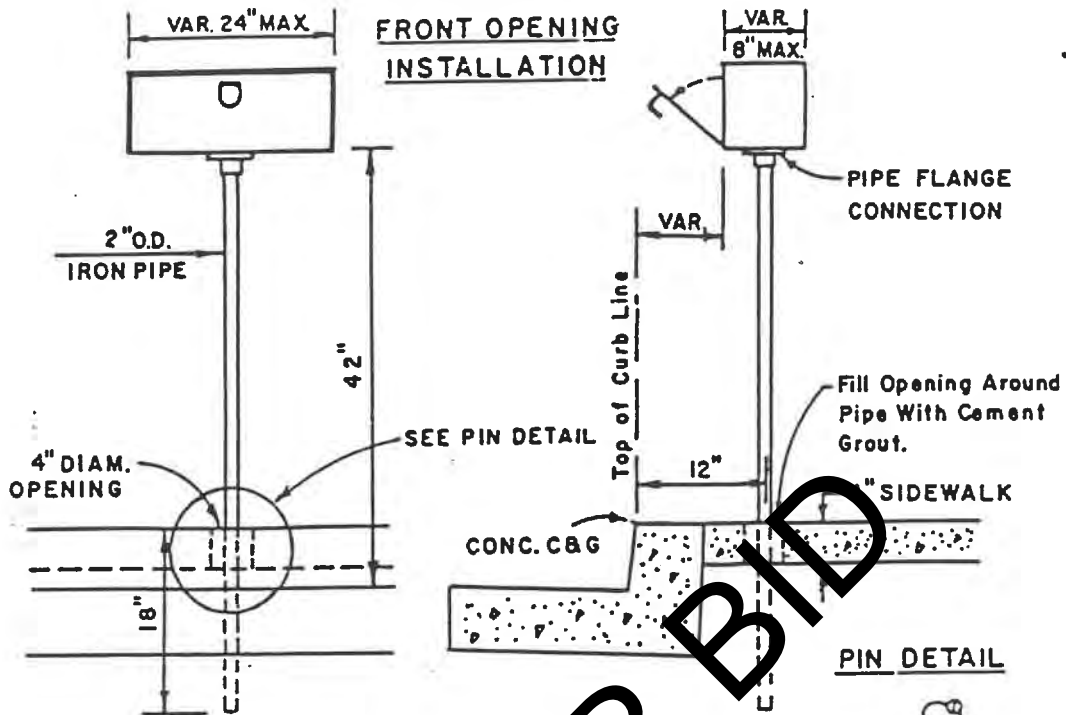 VAR. 24" MAX
FRONT OPENING
INSTALLATION
VAR.
8" MAX.
PIPE FLANGE
CONNECTION
VAR.
2" O.D.
IRON PIPE
42"
Top of Curb Line
Fill Opening Around
Pipe With Cement
Grout.
SEE PIN DETAIL
4" DIAM.
OPENING
12"
SIDEWALK
CONC. C&G
18"
BID
PIN DETAIL